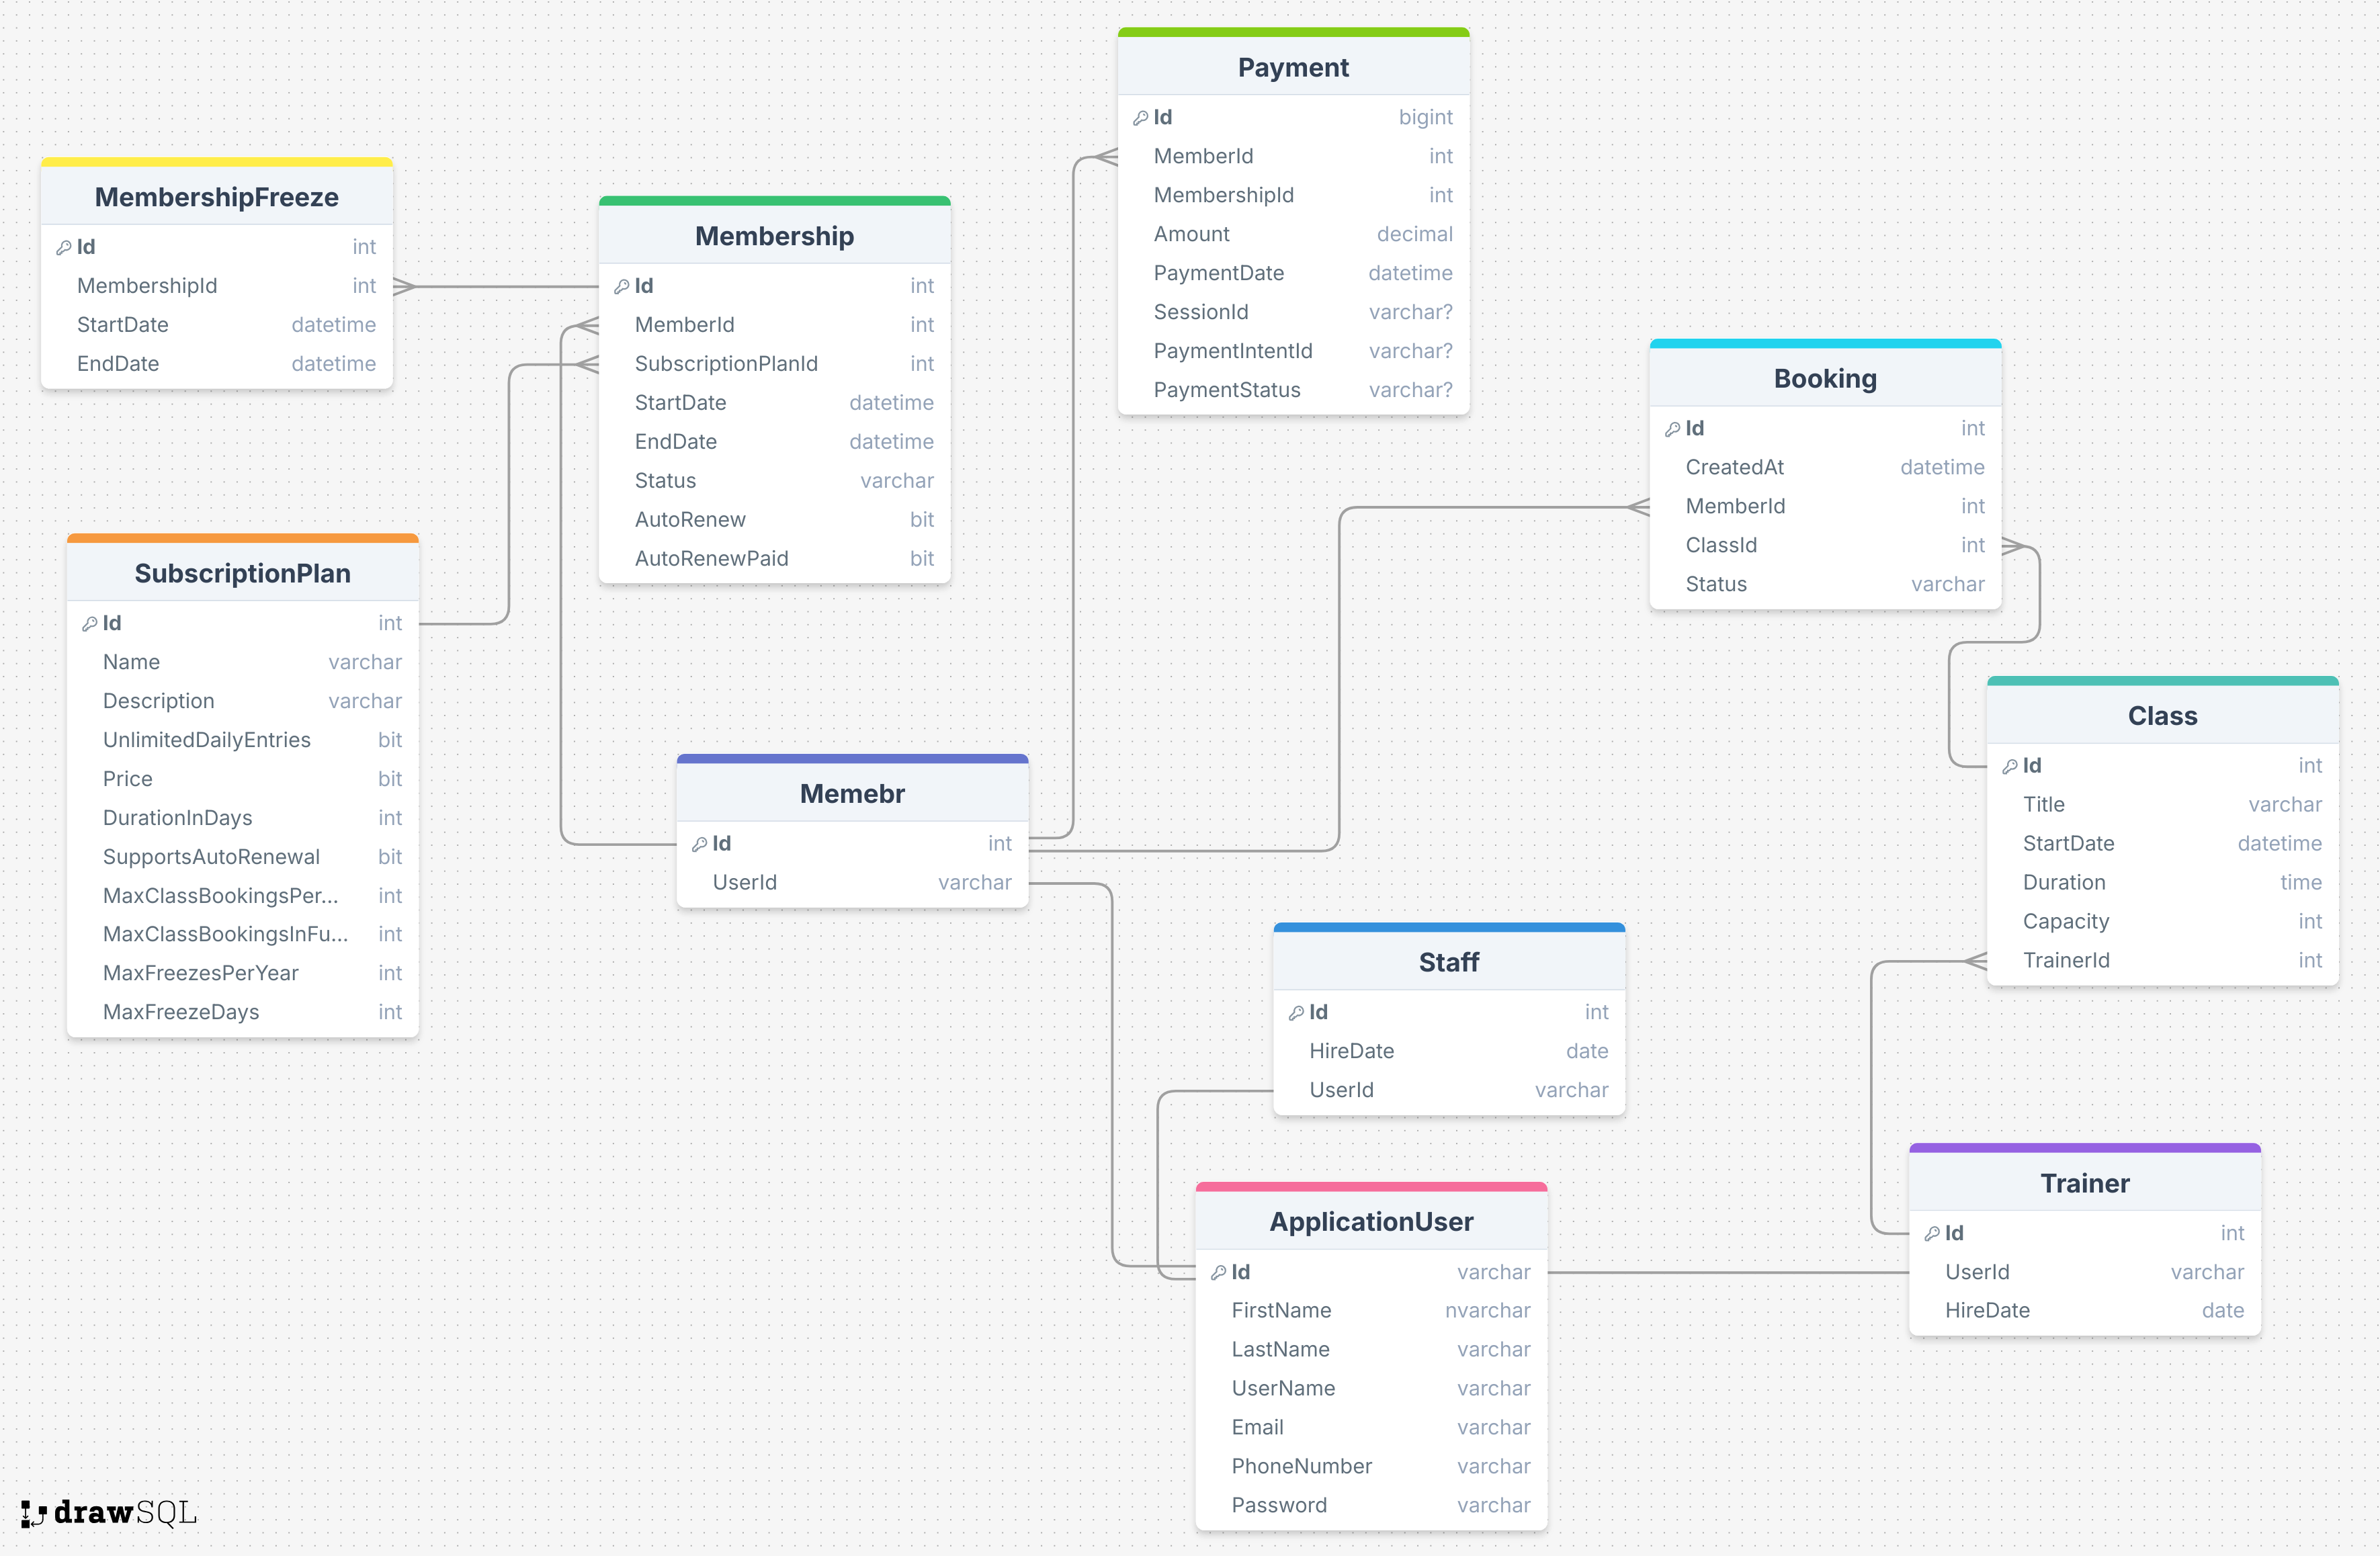 Payment
Id bigint
MemberId int
MembershipId int
Amount decimal
PaymentDate datetime
SessionId varchar?
PaymentIntentId varchar?
PaymentStatus varchar?
MembershipFreeze
Id int
MembershipId int
StartDate datetime
EndDate datetime
Membership
Id int
MemberId int
SubscriptionPlanId int
StartDate datetime
EndDate datetime
Status varchar
AutoRenew bit
AutoRenewPaid bit
Booking
Id int
CreatedAt datetime
MemberId int
ClassId int
Status varchar
SubscriptionPlan
Id int
Name varchar
Description varchar
UnlimitedDailyEntries bit
Price bit
DurationInDays int
SupportsAutoRenewal bit
MaxClassBookingsPer... int
MaxClassBookingsInFu... int
MaxFreezesPerYear int
MaxFreezeDays int
Class
Id int
Title varchar
StartDate datetime
Duration time
Capacity int
TrainerId int
Memebr
Id int
UserId varchar
Staff
Id int
HireDate date
UserId varchar
Trainer
Id int
UserId varchar
HireDate date
ApplicationUser
Id varchar
FirstName nvarchar
LastName varchar
UserName varchar
Email varchar
PhoneNumber varchar
Password varchar
drawSQL